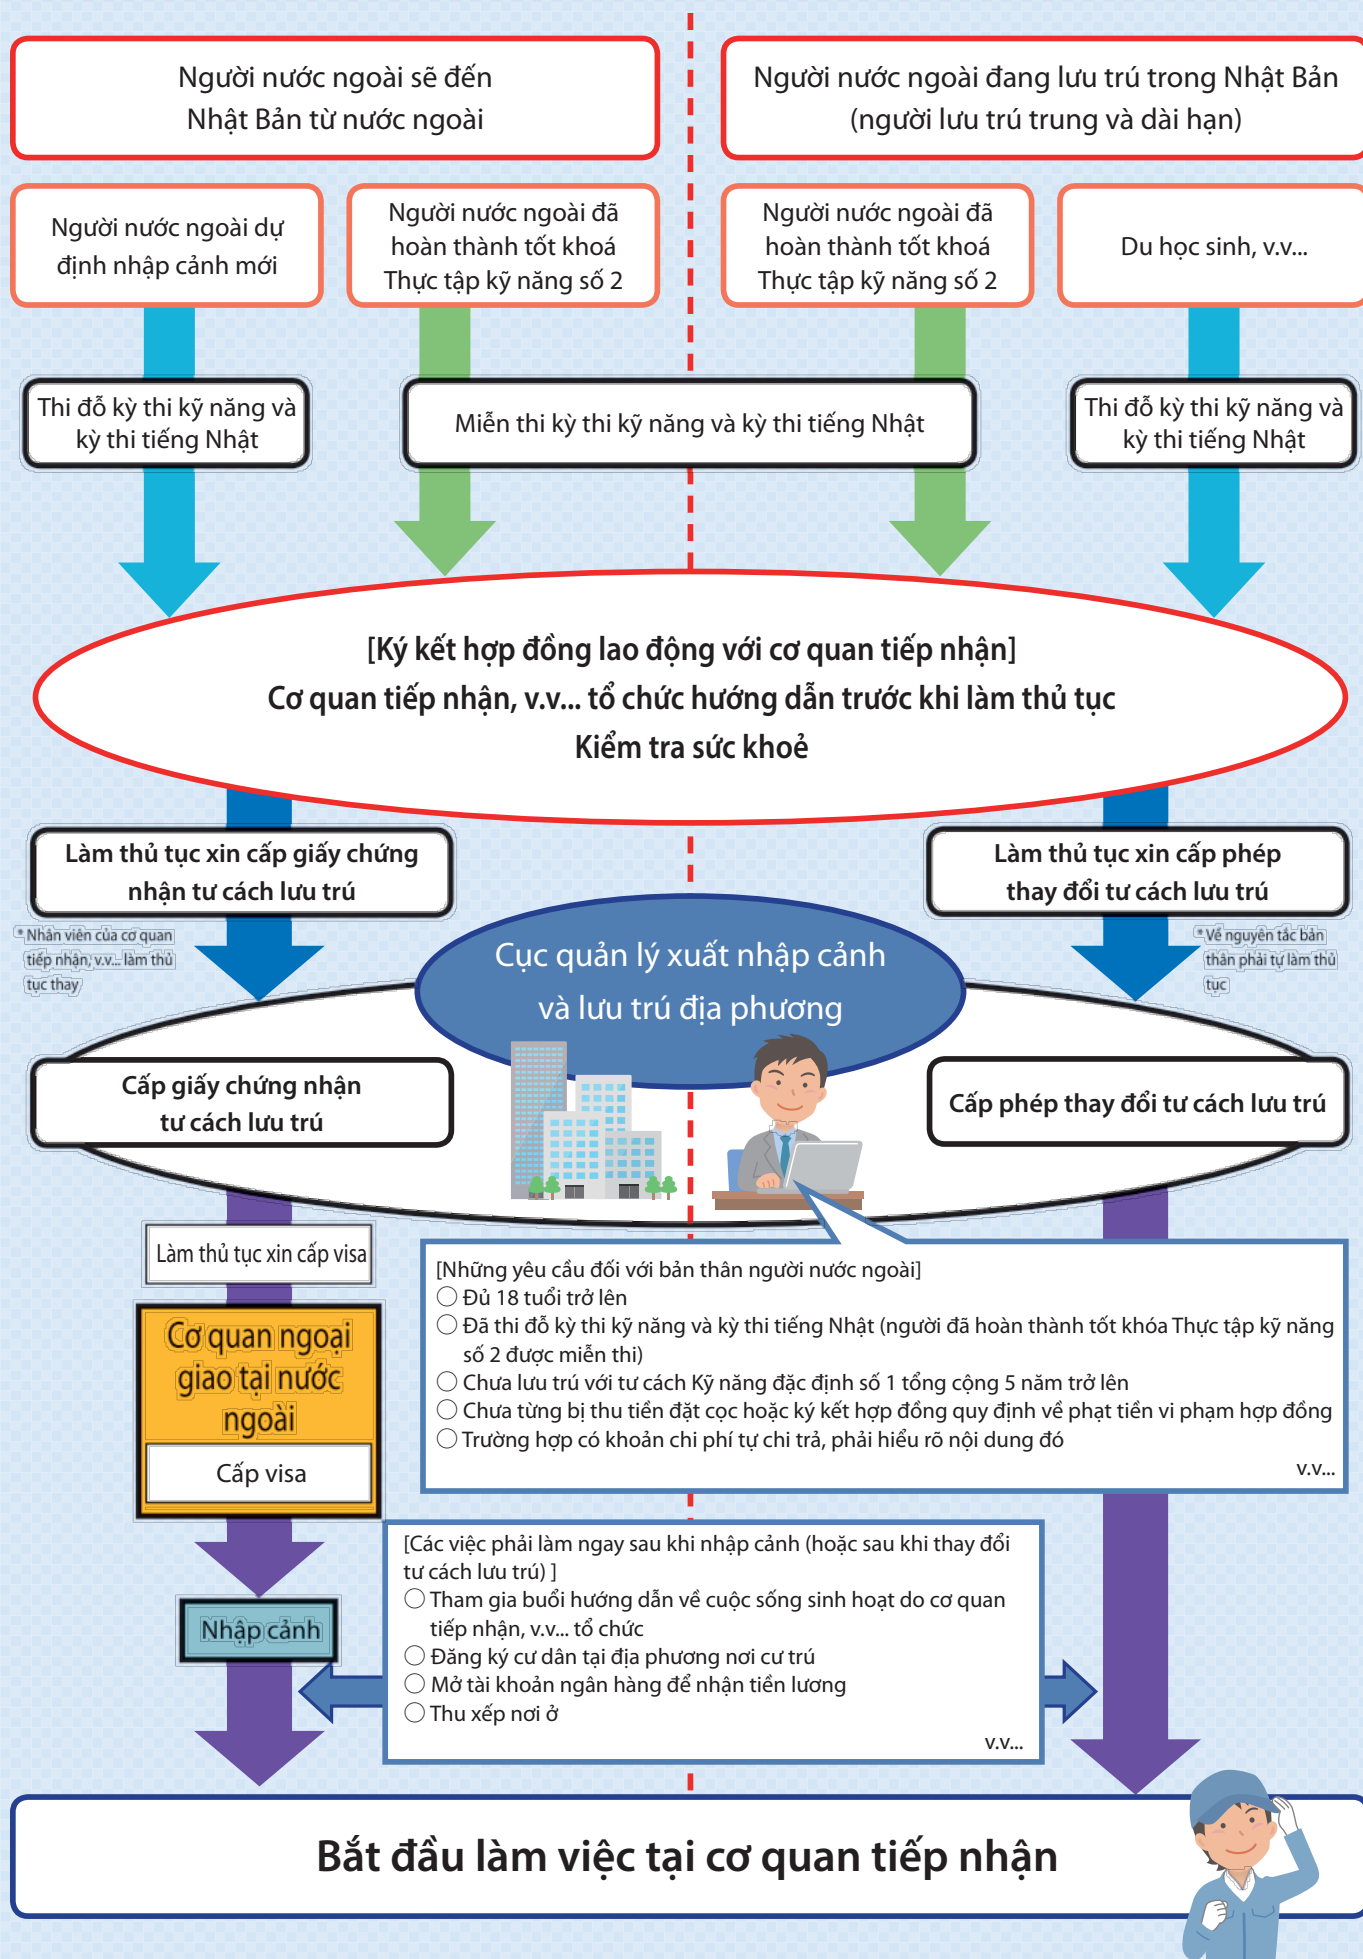 Người nước ngoài sẽ đến
Nhật Bản từ nước ngoài
Người nước ngoài đang lưu trú trong Nhật Bản
(người lưu trú trung và dài hạn)
Người nước ngoài dự
định nhập cảnh mới
Người nước ngoài đã
hoàn thành tốt khoá
Thực tập kỹ năng số 2
Người nước ngoài đã
hoàn thành tốt khoá
Thực tập kỹ năng số 2
Du học sinh, v.v...
Thi đỗ kỳ thi kỹ năng và
kỳ thi tiếng Nhật
Miễn thi kỳ thi kỹ năng và kỳ thi tiếng Nhật
Thi đỗ kỳ thi kỹ năng và
kỳ thi tiếng Nhật
[Ký kết hợp đồng lao động với cơ quan tiếp nhận]
Cơ quan tiếp nhận, v.v... tổ chức hướng dẫn trước khi làm thủ tục
Kiểm tra sức khoẻ
Làm thủ tục xin cấp giấy chứng
nhận tư cách lưu trú
* Nhân viên của cơ quan
tiếp nhận, v.v... làm thủ
tục thay
Làm thủ tục xin cấp phép
thay đổi tư cách lưu trú
* Về nguyên tắc bản
thân phải tự làm thủ
tục
Cục quản lý xuất nhập cảnh
và lưu trú địa phương
Cấp giấy chứng nhận
tư cách lưu trú
Cấp phép thay đổi tư cách lưu trú
Làm thủ tục xin cấp visa
Cơ quan ngoại
giao tại nước
ngoài
Cấp visa
[Những yêu cầu đối với bản thân người nước ngoài]
○ Đủ 18 tuổi trở lên
○ Đã thi đỗ kỳ thi kỹ năng và kỳ thi tiếng Nhật (người đã hoàn thành tốt khóa Thực tập kỹ năng
số 2 được miễn thi)
○ Chưa lưu trú với tư cách Kỹ năng đặc định số 1 tổng cộng 5 năm trở lên
○ Chưa từng bị thu tiền đặt cọc hoặc ký kết hợp đồng quy định về phạt tiền vi phạm hợp đồng
○ Trường hợp có khoản chi phí tự chi trả, phải hiểu rõ nội dung đó
v.v...
[Các việc phải làm ngay sau khi nhập cảnh (hoặc sau khi thay đổi
tư cách lưu trú) ]
○ Tham gia buổi hướng dẫn về cuộc sống sinh hoạt do cơ quan
tiếp nhận, v.v... tổ chức
○ Đăng ký cư dân tại địa phương nơi cư trú
○ Mở tài khoản ngân hàng để nhận tiền lương
○ Thu xếp nơi ở
v.v...
Nhập cảnh
Bắt đầu làm việc tại cơ quan tiếp nhận